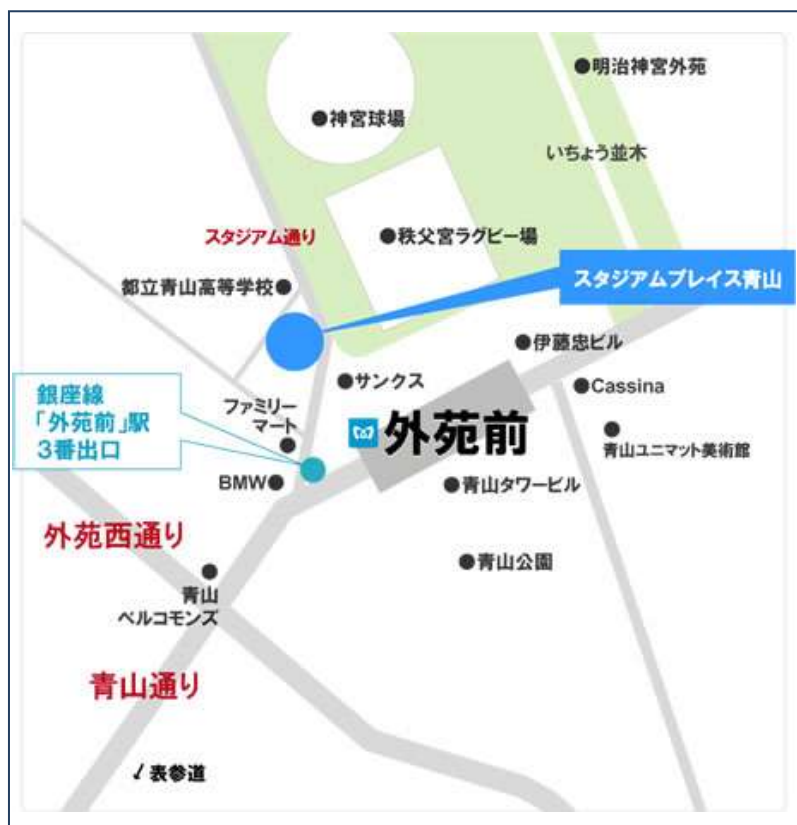 ●明治神宮外苑
●神宮球場
いちょう並木
スタジアム通り
●秩父宮ラグビー場
スタジアムプレイス青山
都立青山高等学校●
●伊藤忠ビル
●サンクス
●Cassina
銀座線
「外苑前」駅
3番出口
ファミリー
マート
外苑前
青山ユニマット美術館
BMW●
●青山タワービル
外苑西通り
●青山公園
青山
ベルコモンズ
青山通り
表参道